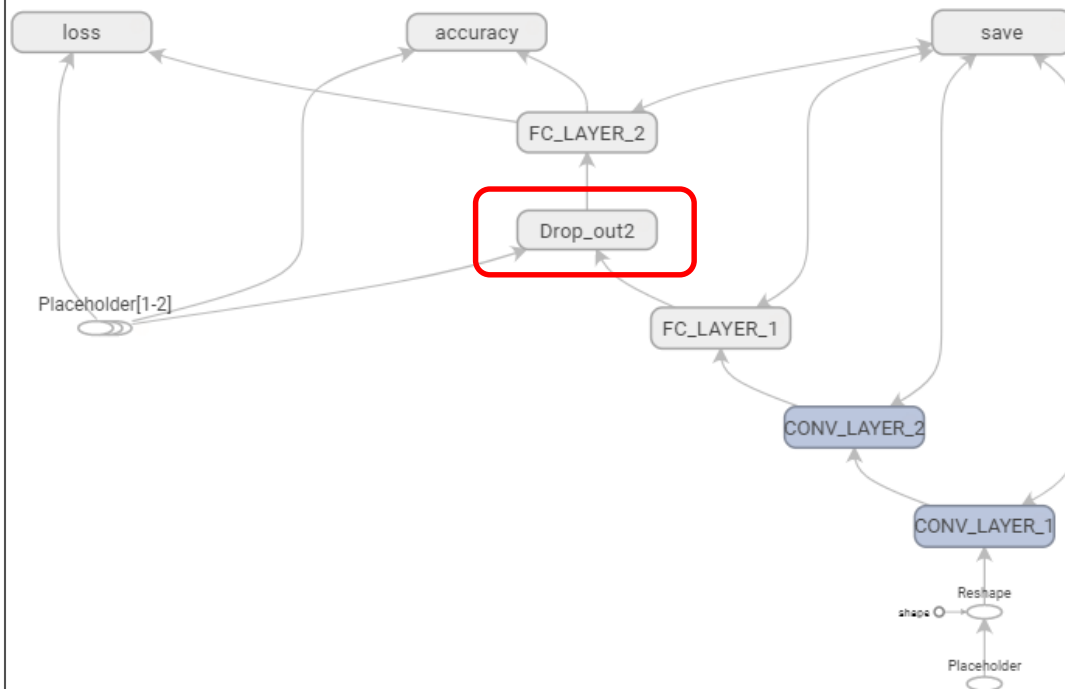 loss
accuracy
save
FC_LAYER_2
Drop_out2
Placeholder[1-2]
FC_LAYER_1
CONV_LAYER_2
CONV_LAYER_1
Reshape
shape
Placeholder